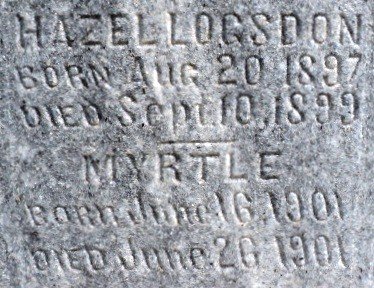 HAZEL LOGSDON
BORN AUG 20 1897
DIED Sept 10, 1899
MYRTLE
BORN June 16, 1901
DIED June 26 1901